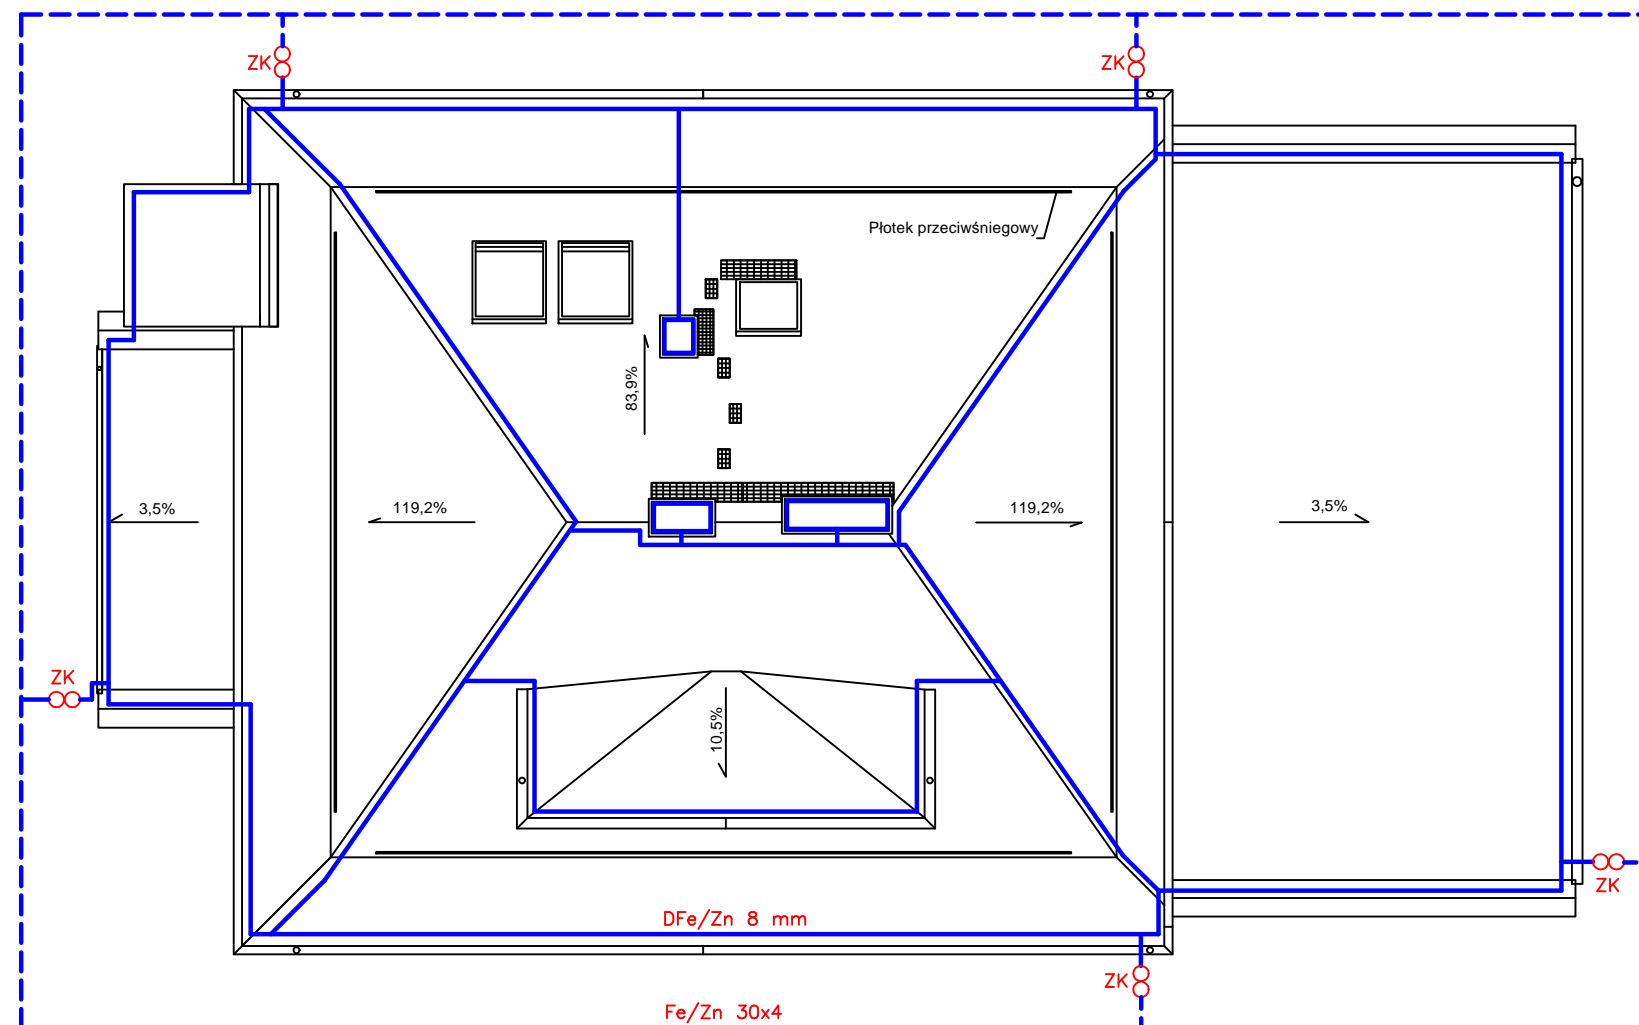 ZK
ZK
Płotek przeciwśniegowy
83,9%
3,5%
119,2%
119,2%
3,5%
ZK
10,5%
ZK
DFe/Zn 8 mm
ZK
Fe/Zn 30x4